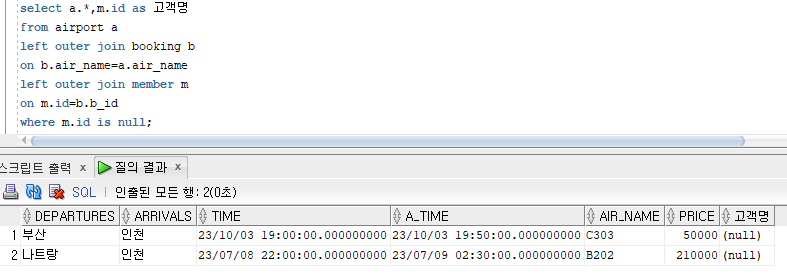 select a.*,m.id as 고객명
from airport a
left outer join booking b
on b.air_name=a.air_name
left outer join member m
on m.id=b.b_id
where m.id is null;
스크립트 출력 x 질의 결과 x
SQL | 인출된 모든 행: 2(0초)
DEPARTURES ARRIVALS TIME A_TIME AIR_NAME PRICE 고객명
1 부산 인천 23/10/03 19:00:00.000000000 23/10/03 19:50:00.000000000 C303 50000 (null)
2 나트랑 인천 23/07/08 22:00:00.000000000 23/07/09 02:30:00.000000000 B202 210000 (null)